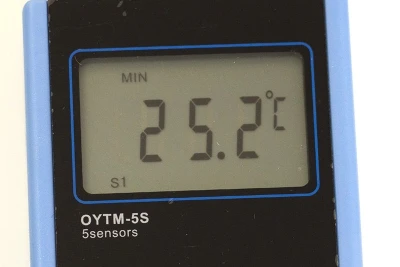 MIN
25.2°C
S1
OYTM-5S
5sensors